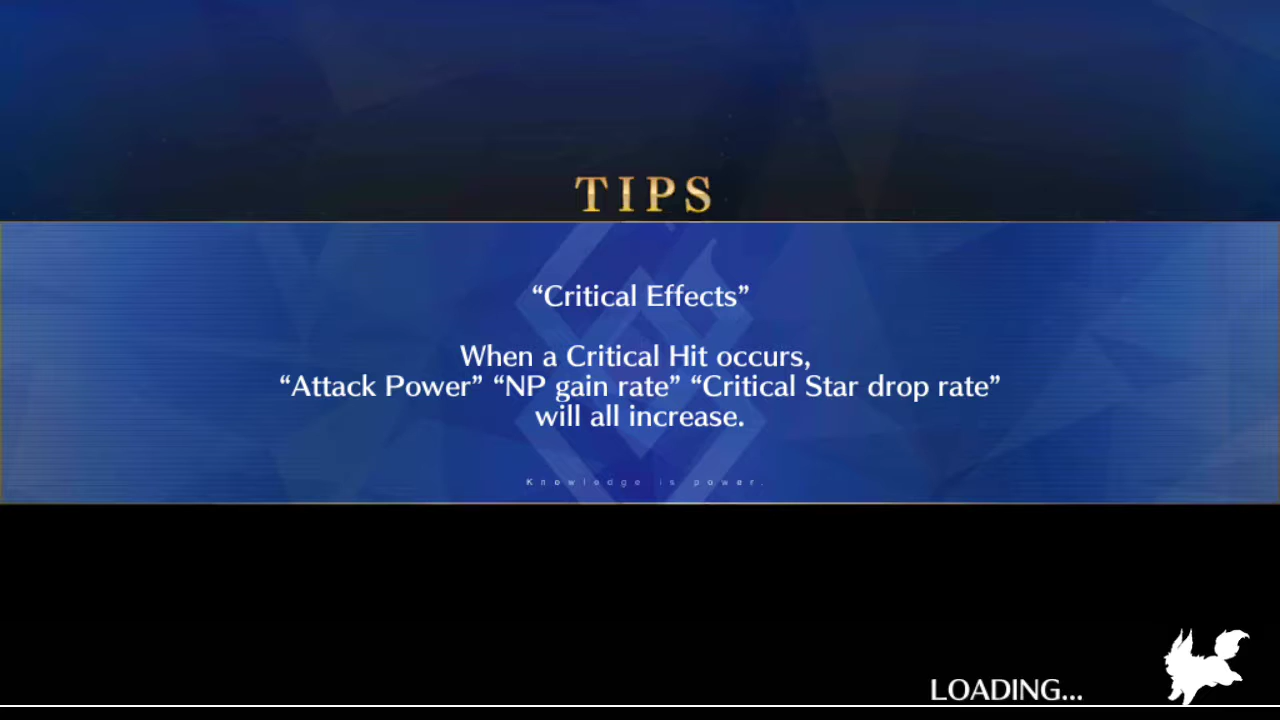 TIPS
“Critical Effects”
When a Critical Hit occurs,
“Attack Power” “NP gain rate” “Critical Star drop rate”
will all increase.
Knowledge is power.
LOADING...